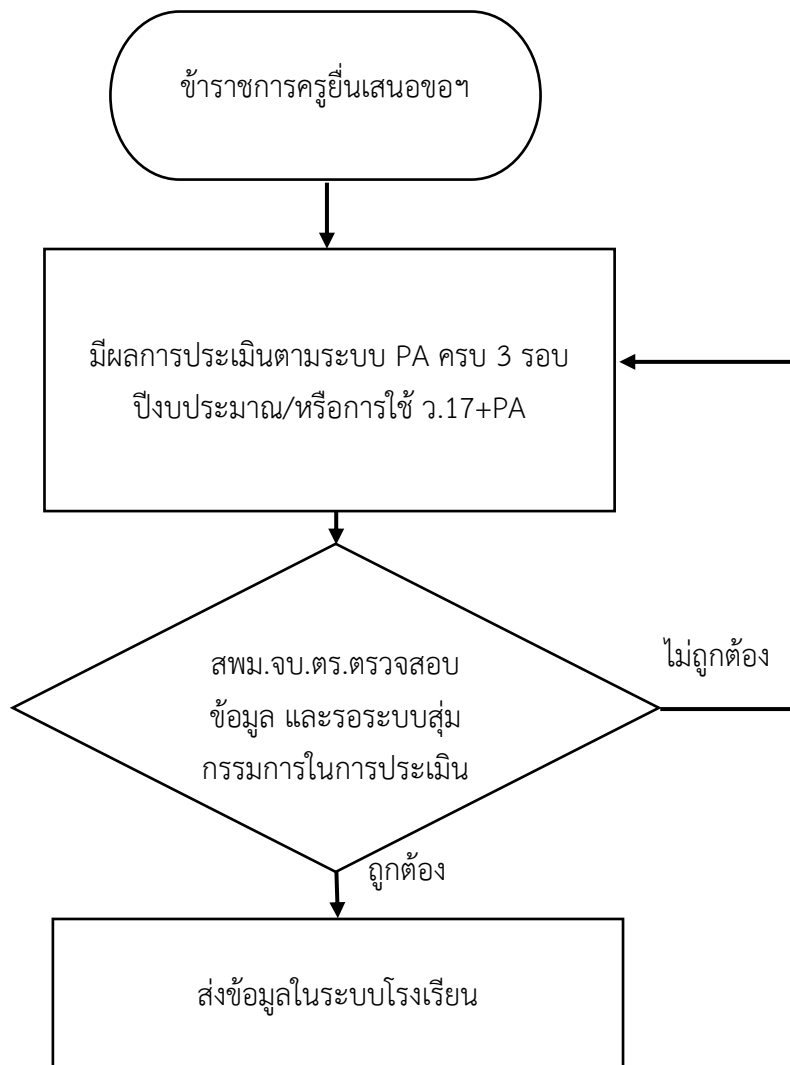 ข้าราชการครูยื่นเสนอขอฯ
มีผลการประเมินตามระบบ PA ครบ 3 รอบ
ปีงบประมาณ/หรือการใช้ ว.17+PA
สพม.จบ.ตร.ตรวจสอบ
ข้อมูล และรอระบบสุ่ม
กรรมการในการประเมิน
ไม่ถูกต้อง
ถูกต้อง
ส่งข้อมูลในระบบโรงเรียน